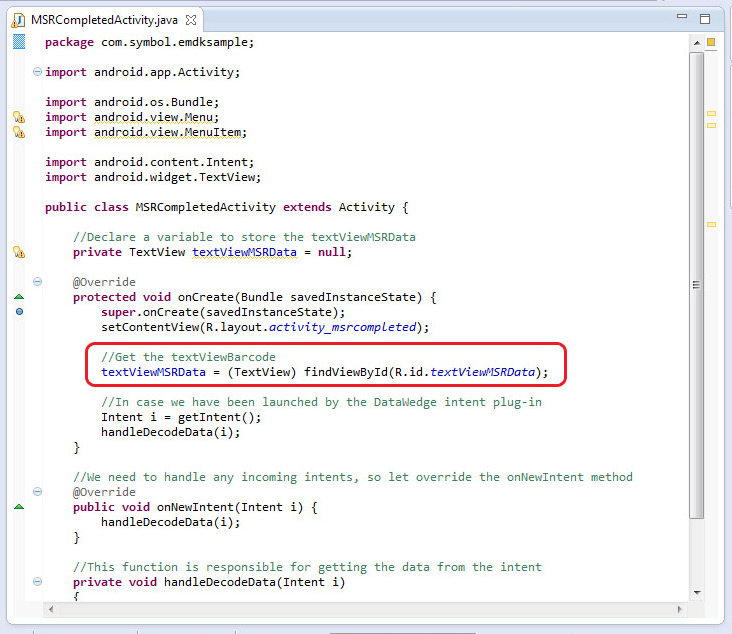 MSRCompletedActivity.java
package com.symbol.emdksample;
import android.app.Activity;
import android.os.Bundle;
import android.view.Menu;
import android.view.MenuItem;
import android.content.Intent;
import android.widget.TextView;
public class MSRCompletedActivity extends Activity {
//Declare a variable to store the textViewMSRData
private TextView textViewMSRData = null;
@Override
protected void onCreate(Bundle savedInstanceState) {
super.onCreate(savedInstanceState);
setContentView(R.layout.activity_msrcompleted);
//Get the textViewBarcode
textViewMSRData = (TextView) findViewById(R.id.textViewMSRData);
//In case we have been launched by the DataWedge intent plug-in
Intent i = getIntent();
handleDecodeData(i);
}
//We need to handle any incoming intents, so let override the onNewIntent method
@Override
public void onNewIntent(Intent i) {
handleDecodeData(i);
}
//This function is responsible for getting the data from the intent
private void handleDecodeData(Intent i)
{